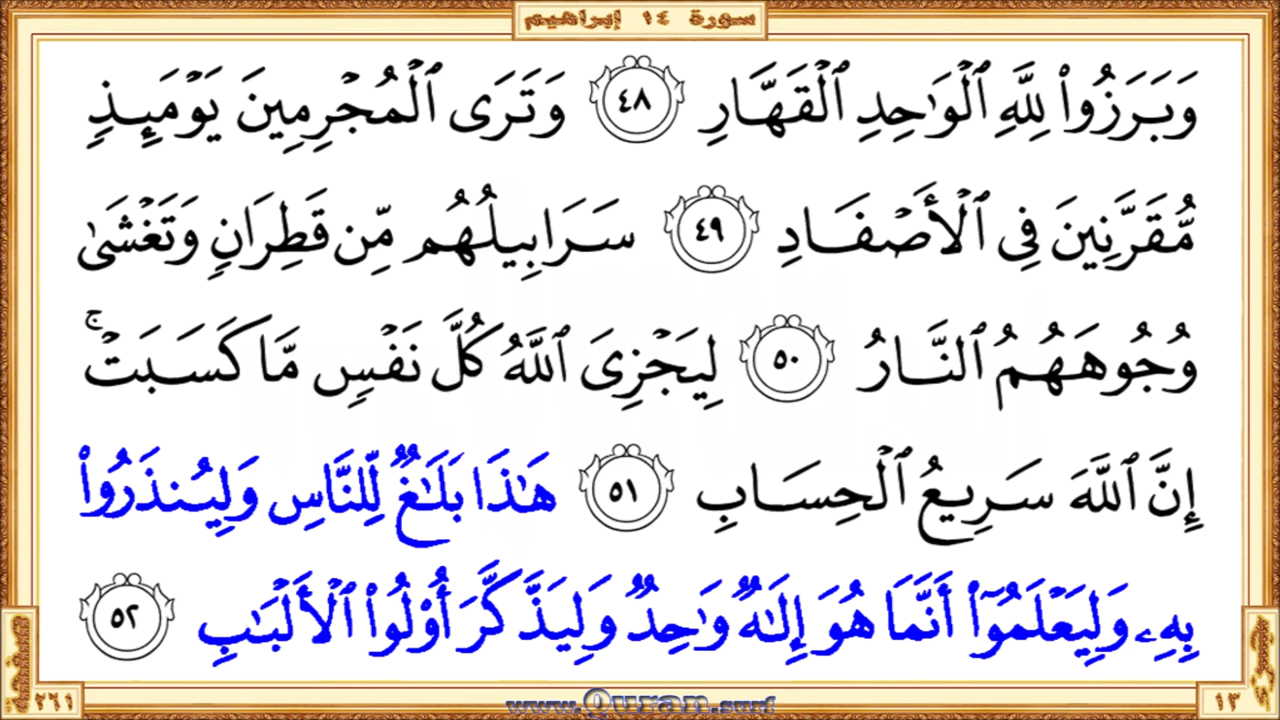 سورة ١٤ إبراهيم
وَبَرَزُوا۟ لِلَّهِ ٱلْوَٰحِدِ ٱلْقَهَّارِ ٤٨ وَتَرَى ٱلْمُجْرِمِينَ يَوْمَئِذٍ
مُّقَرَّنِينَ فِى ٱلْأَصْفَادِ ٤٩ سَرَابِيلُهُم مِّن قَطِرَانٍ وَتَغْشَىٰ
وُجُوهَهُمُ ٱلنَّارُ ٥٠ لِيَجْزِىَ ٱللَّهُ كُلَّ نَفْسٍ مَّا كَسَبَتْ ۚ
إِنَّ ٱللَّهَ سَرِيعُ ٱلْحِسَابِ ٥١ هَـٰذَا بَلَـٰغٌ لِّلنَّاسِ وَلِيُنذَرُوا۟
بِهِۦ وَلِيَعْلَمُوٓا۟ أَنَّمَا هُوَ إِلَـٰهٌ وَٰحِدٌ وَلِيَذَّكَّرَ أُو۟لُوا۟ ٱلْأَلْبَـٰبِ ٥٢
صفحة ٢٦١
www.Quran.surf
جزء ١٣